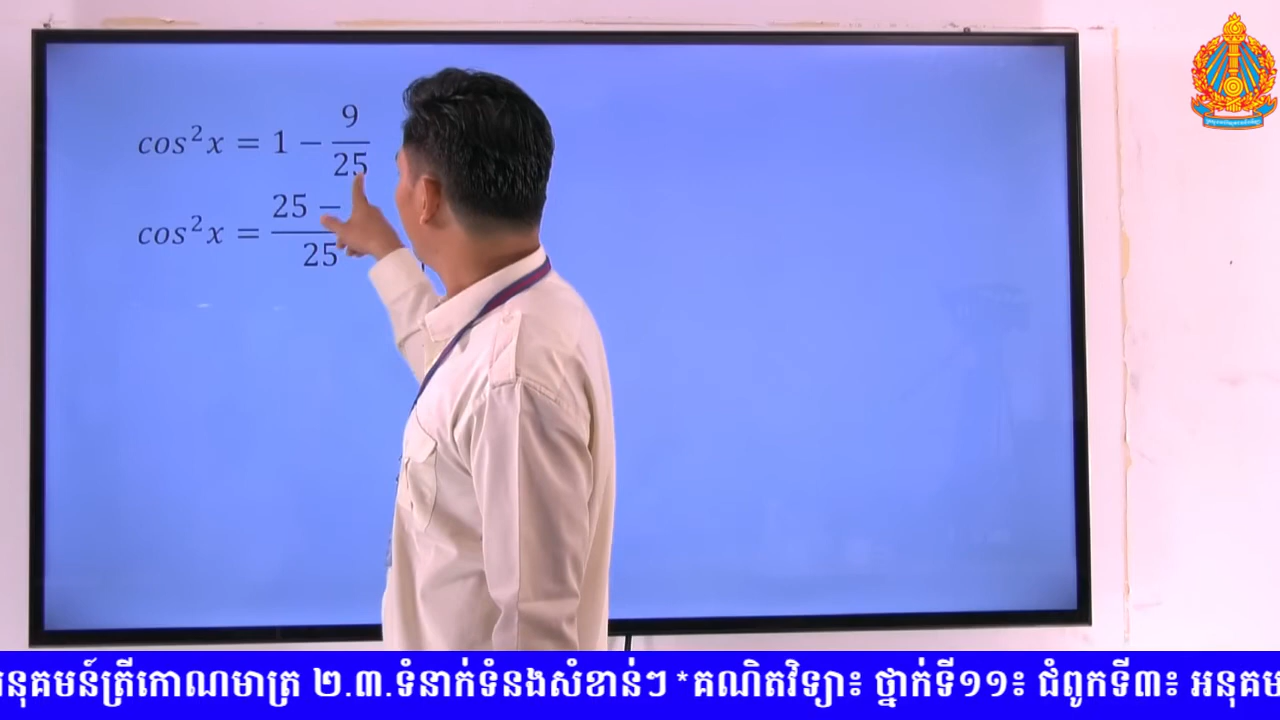 cos²x = 1 − 9/25
cos²x = 25 −/25
អនុគមន៍ត្រីកោណមាត្រ ២.៣.ទំនាក់ទំនងសំខាន់ៗ *គណិតវិទ្យា៖ ថ្នាក់ទី១១៖ ជំពូកទី៣៖ អនុគម